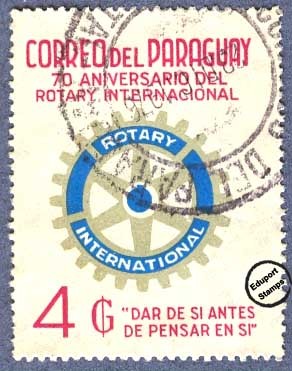 CORREO DEL PARAGUAY
70 ANIVERSARIO DEL
ROTARY INTERNACIONAL
ROTARY
INTERNATIONAL
4 ₲ "DAR DE SI ANTES
DE PENSAR EN SI"
Eduport
Stamps